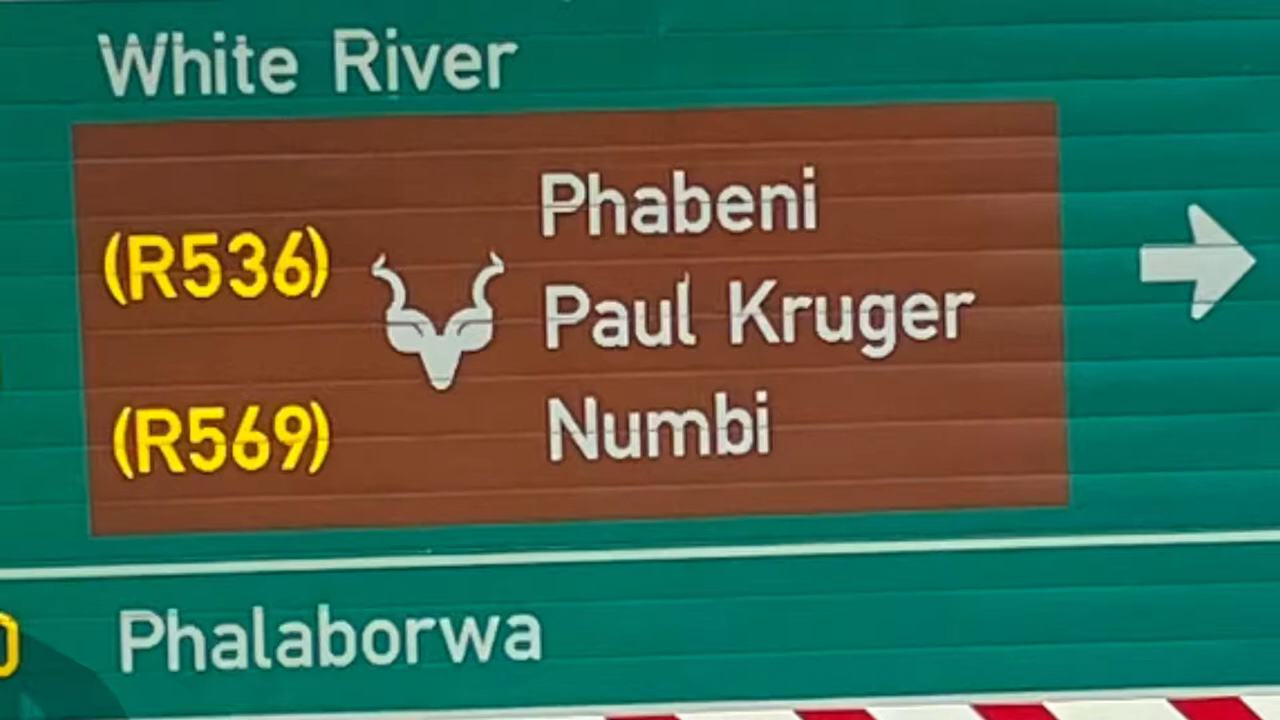 White River
Phabeni
(R536)
Paul Kruger
(R569) Numbi
Phalaborwa